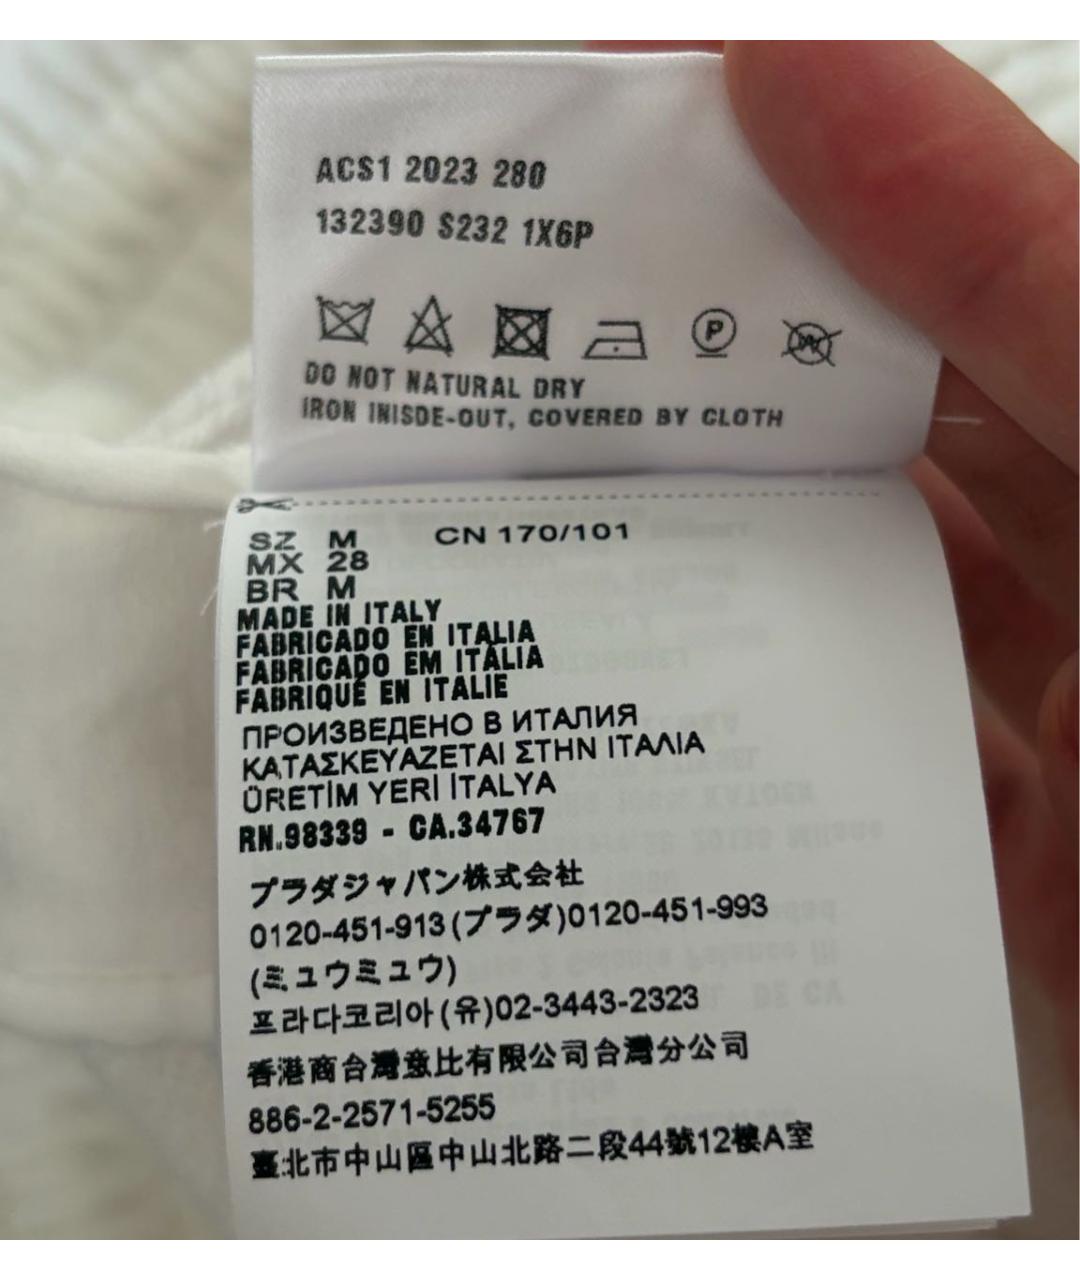 ACS1 2023 280
132390 S232 1X6P
P
W
DO NOT NATURAL DRY
IRON INISDE-OUT, COVERED BY CLOTH
SZ M CN 170/101
MX 28
BR M
MADE IN ITALY
FABRICADO EN ITALIA
FABRICADO EM ITÁLIA
FABRIQUÉ EN ITALIE
ПРОИЗВЕДЕНО В ИТАЛИЯ
ΚΑΤΑΣΚΕΥΑΖΕΤΑΙ ΣΤΗΝ ΙΤΑΛΙΑ
ÜRETİM YERİ İTALYA
RN.98339 - CA.34767
プラダジャパン株式会社
0120-451-913(プラダ)0120-451-993
(ミュウミュウ)
프라다코리아(유)02-3443-2323
香港商台灣意比有限公司台灣分公司
886-2-2571-5255
臺北市中山區中山北路二段44號12樓A室